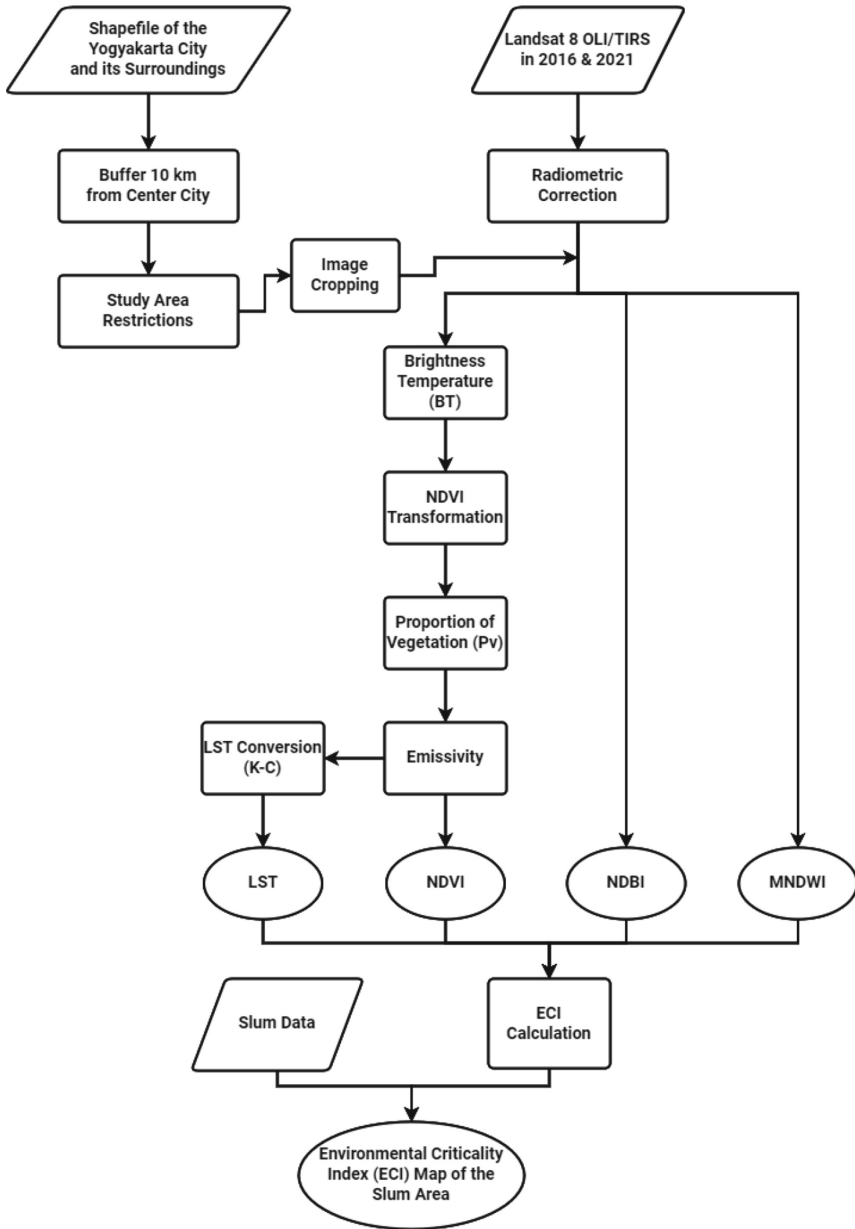 Shapefile of the
Yogyakarta City
and its Surroundings
Landsat 8 OLI/TIRS
in 2016 & 2021
Buffer 10 km
from Center City
Radiometric
Correction
Image
Cropping
Study Area
Restrictions
Brightness
Temperature
(BT)
NDVI
Transformation
Proportion of
Vegetation (Pv)
LST Conversion
(K-C)
Emissivity
LST
NDVI
NDBI
MNDWI
Slum Data
ECI
Calculation
Environmental Criticality
Index (ECI) Map of the
Slum Area